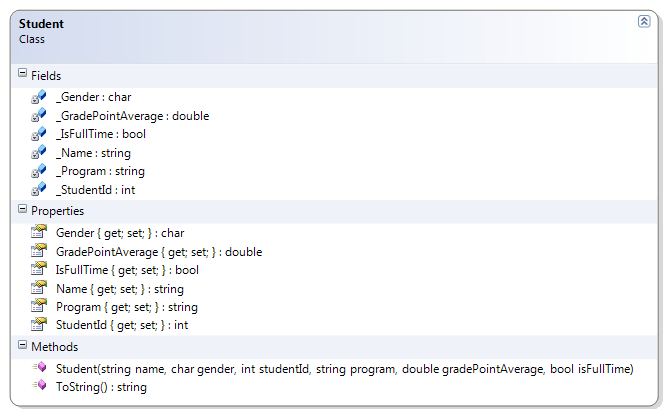 Student
Class
Fields
_Gender : char
_GradePointAverage : double
_IsFullTime : bool
_Name : string
_Program : string
_StudentId : int
Properties
Gender { get; set; } : char
GradePointAverage { get; set; } : double
IsFullTime { get; set; } : bool
Name { get; set; } : string
Program { get; set; } : string
StudentId { get; set; } : int
Methods
Student(string name, char gender, int studentId, string program, double gradePointAverage, bool isFullTime)
ToString() : string